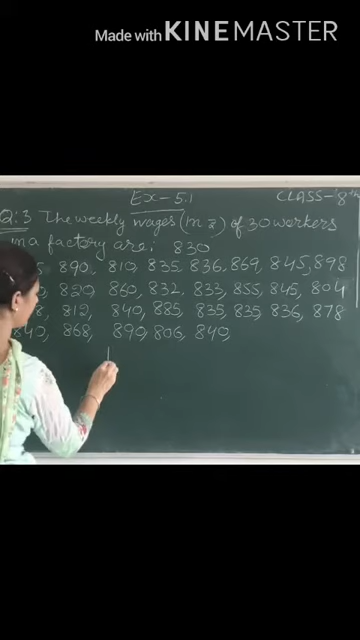 Made with KINEMASTER
Ex-5.1 CLASS-8th
Q:3 The weekly wages (in ₹) of 30 workers
in a factory are: 830
890, 810, 835, 836, 869, 845, 898
820, 860, 832, 833, 855, 845, 804
812, 840, 885, 835, 835, 836, 878
840, 868, 890, 806, 840,